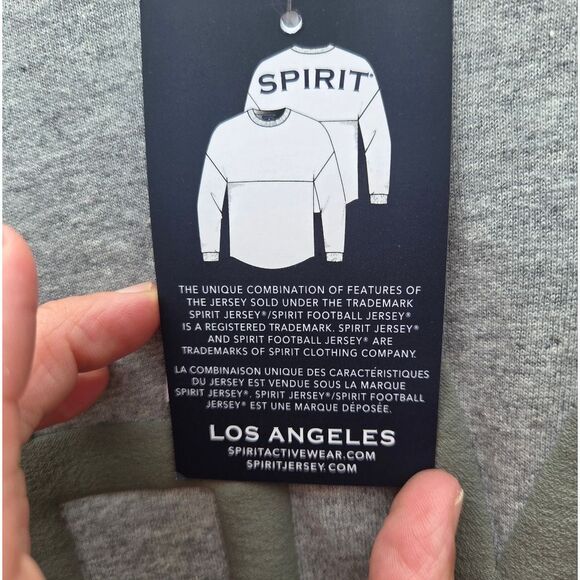 SPIRIT®
THE UNIQUE COMBINATION OF FEATURES OF
THE JERSEY SOLD UNDER THE TRADEMARK
SPIRIT JERSEY®/SPIRIT FOOTBALL JERSEY®
IS A REGISTERED TRADEMARK. SPIRIT JERSEY®
AND SPIRIT FOOTBALL JERSEY® ARE
TRADEMARKS OF SPIRIT CLOTHING COMPANY.
LA COMBINAISON UNIQUE DES CARACTÉRISTIQUES
DU JERSEY EST VENDUE SOUS LA MARQUE
SPIRIT JERSEY®. SPIRIT JERSEY®/SPIRIT FOOTBALL
JERSEY® EST UNE MARQUE DÉPOSÉE.
LOS ANGELES
SPIRITACTIVEWEAR.COM
SPIRITJERSEY.COM